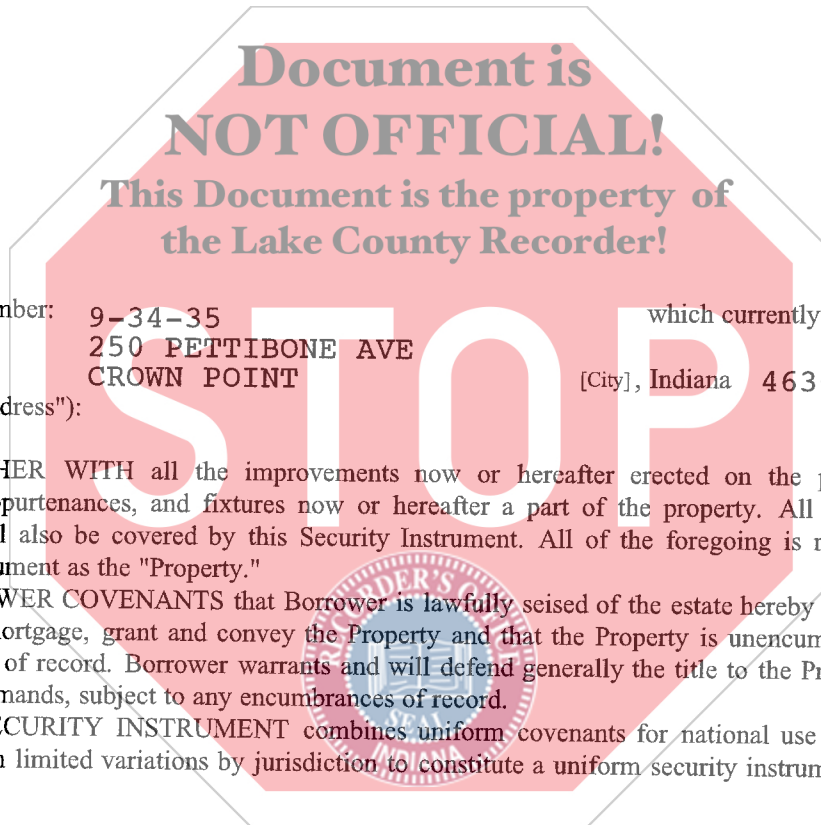 Document is
NOT OFFICIAL!
This Document is the property of
the Lake County Recorder!
mber: 9-34-35 which currently
250 PETTIBONE AVE
CROWN POINT [City], Indiana 463
dress"):
STOP
HER WITH all the improvements now or hereafter erected on the p
purtenances, and fixtures now or hereafter a part of the property. All
l also be covered by this Security Instrument. All of the foregoing is r
ument as the "Property."
WER COVENANTS that Borrower is lawfully seised of the estate hereby
ortgage, grant and convey the Property and that the Property is unencum
of record. Borrower warrants and will defend generally the title to the Pr
mands, subject to any encumbrances of record.
CURITY INSTRUMENT combines uniform covenants for national use
n limited variations by jurisdiction to constitute a uniform security instrum
RECORDER'S OFFICE
SEAL
INDIANA